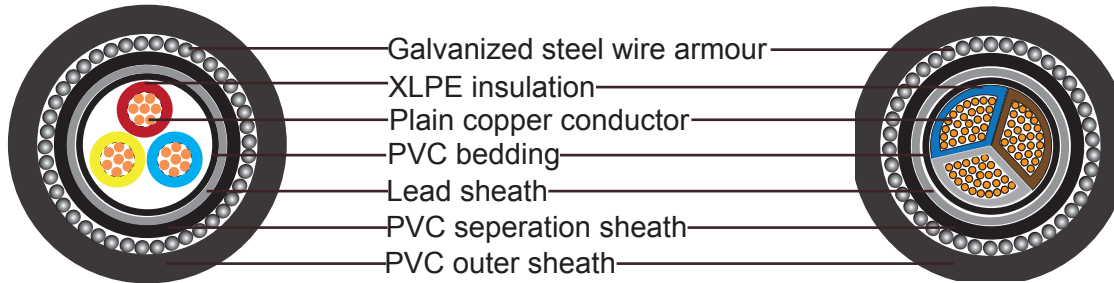 Galvanized steel wire armour
XLPE insulation
Plain copper conductor
PVC bedding
Lead sheath
PVC seperation sheath
PVC outer sheath